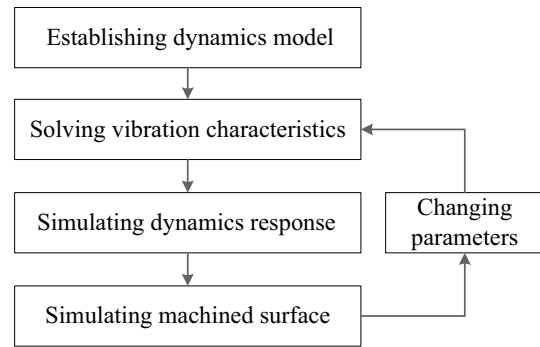 Establishing dynamics model
Solving vibration characteristics
Simulating dynamics response
Changing
parameters
Simulating machined surface